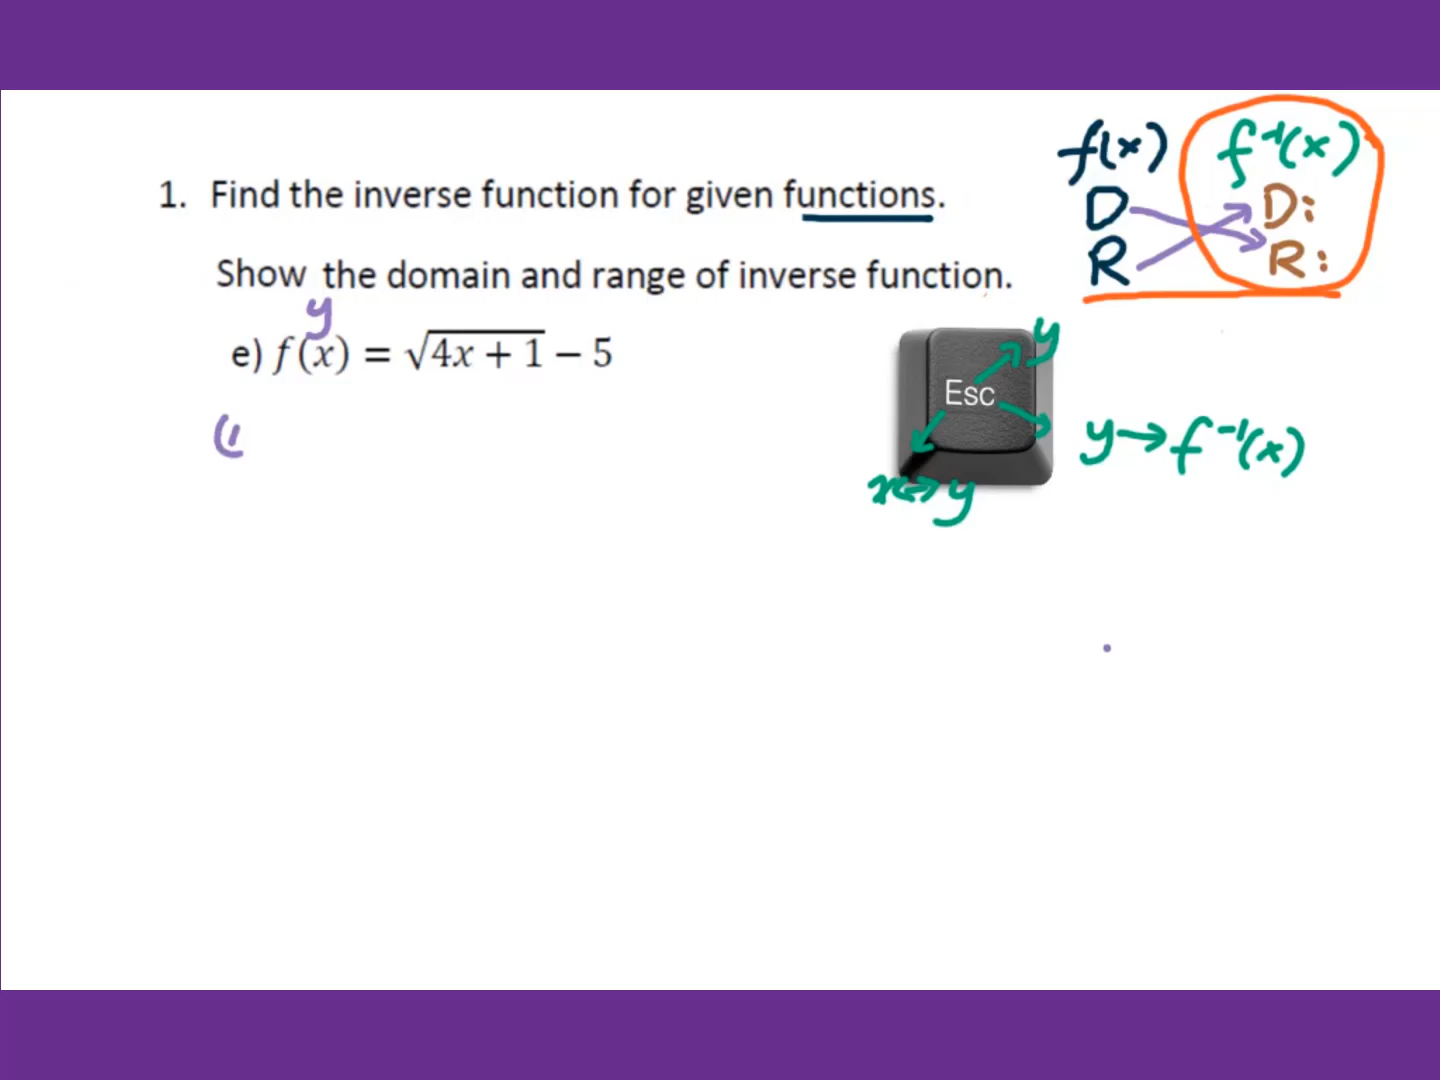 f(x) f⁻¹(x)
1. Find the inverse function for given functions.
D D:
R R:
Show the domain and range of inverse function.
y
e) f(x) = √4x + 1 − 5
y
Esc
y → f⁻¹(x)
x ↔ y